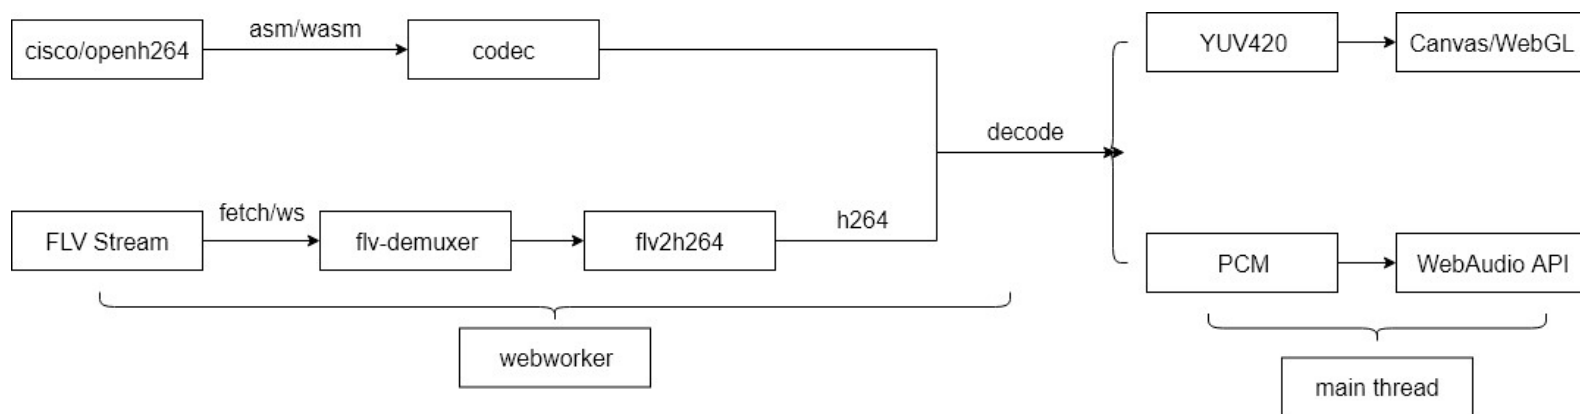 cisco/openh264
asm/wasm
codec
YUV420
Canvas/WebGL
decode
FLV Stream
fetch/ws
flv-demuxer
flv2h264
h264
PCM
WebAudio API
webworker
main thread